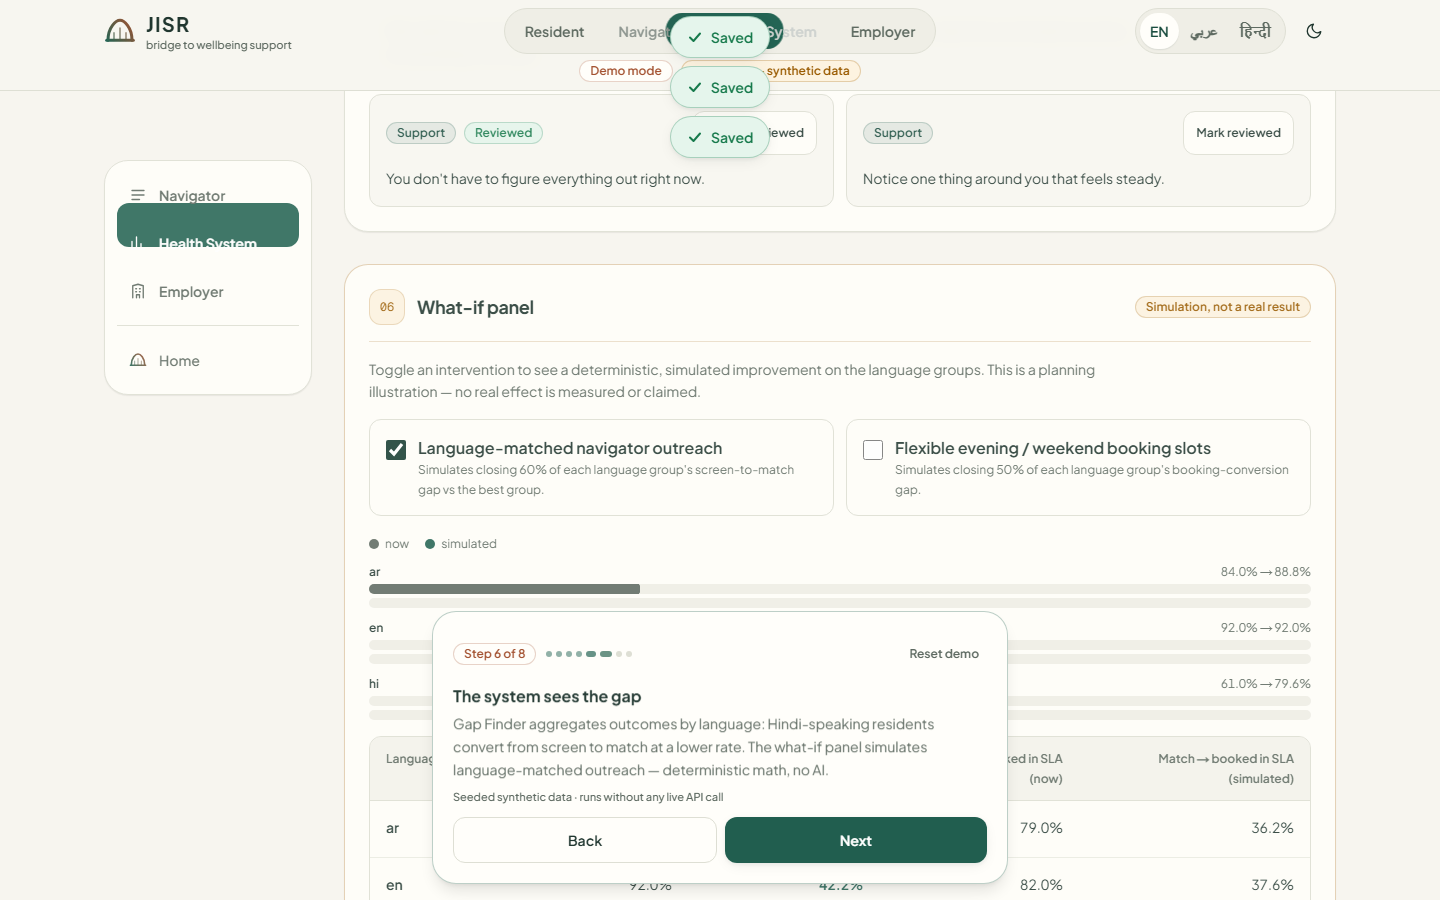 JISR
bridge to wellbeing support
Resident
System
Employer
EN
عربي
हिन्दी
Demo mode
synthetic data
Saved
Saved
Saved
Support
Reviewed
Support
Mark reviewed
You don't have to figure everything out right now.
Notice one thing around you that feels steady.
Navigator
Health System
Employer
Home
06
What-if panel
Simulation, not a real result
Toggle an intervention to see a deterministic, simulated improvement on the language groups. This is a planning
illustration — no real effect is measured or claimed.
Language-matched navigator outreach
Simulates closing 60% of each language group's screen-to-match
gap vs the best group.
Flexible evening / weekend booking slots
Simulates closing 50% of each language group's booking-conversion
gap.
now
simulated
ar
84.0% → 88.8%
en
92.0% → 92.0%
hi
61.0% → 79.6%
Step 6 of 8
Reset demo
The system sees the gap
Gap Finder aggregates outcomes by language: Hindi-speaking residents
convert from screen to match at a lower rate. The what-if panel simulates
language-matched outreach — deterministic math, no AI.
Seeded synthetic data · runs without any live API call
Back
Next
in SLA
(now)
Match → booked in SLA
(simulated)
ar
79.0%
36.2%
en
92.0%
42.2%
82.0%
37.6%